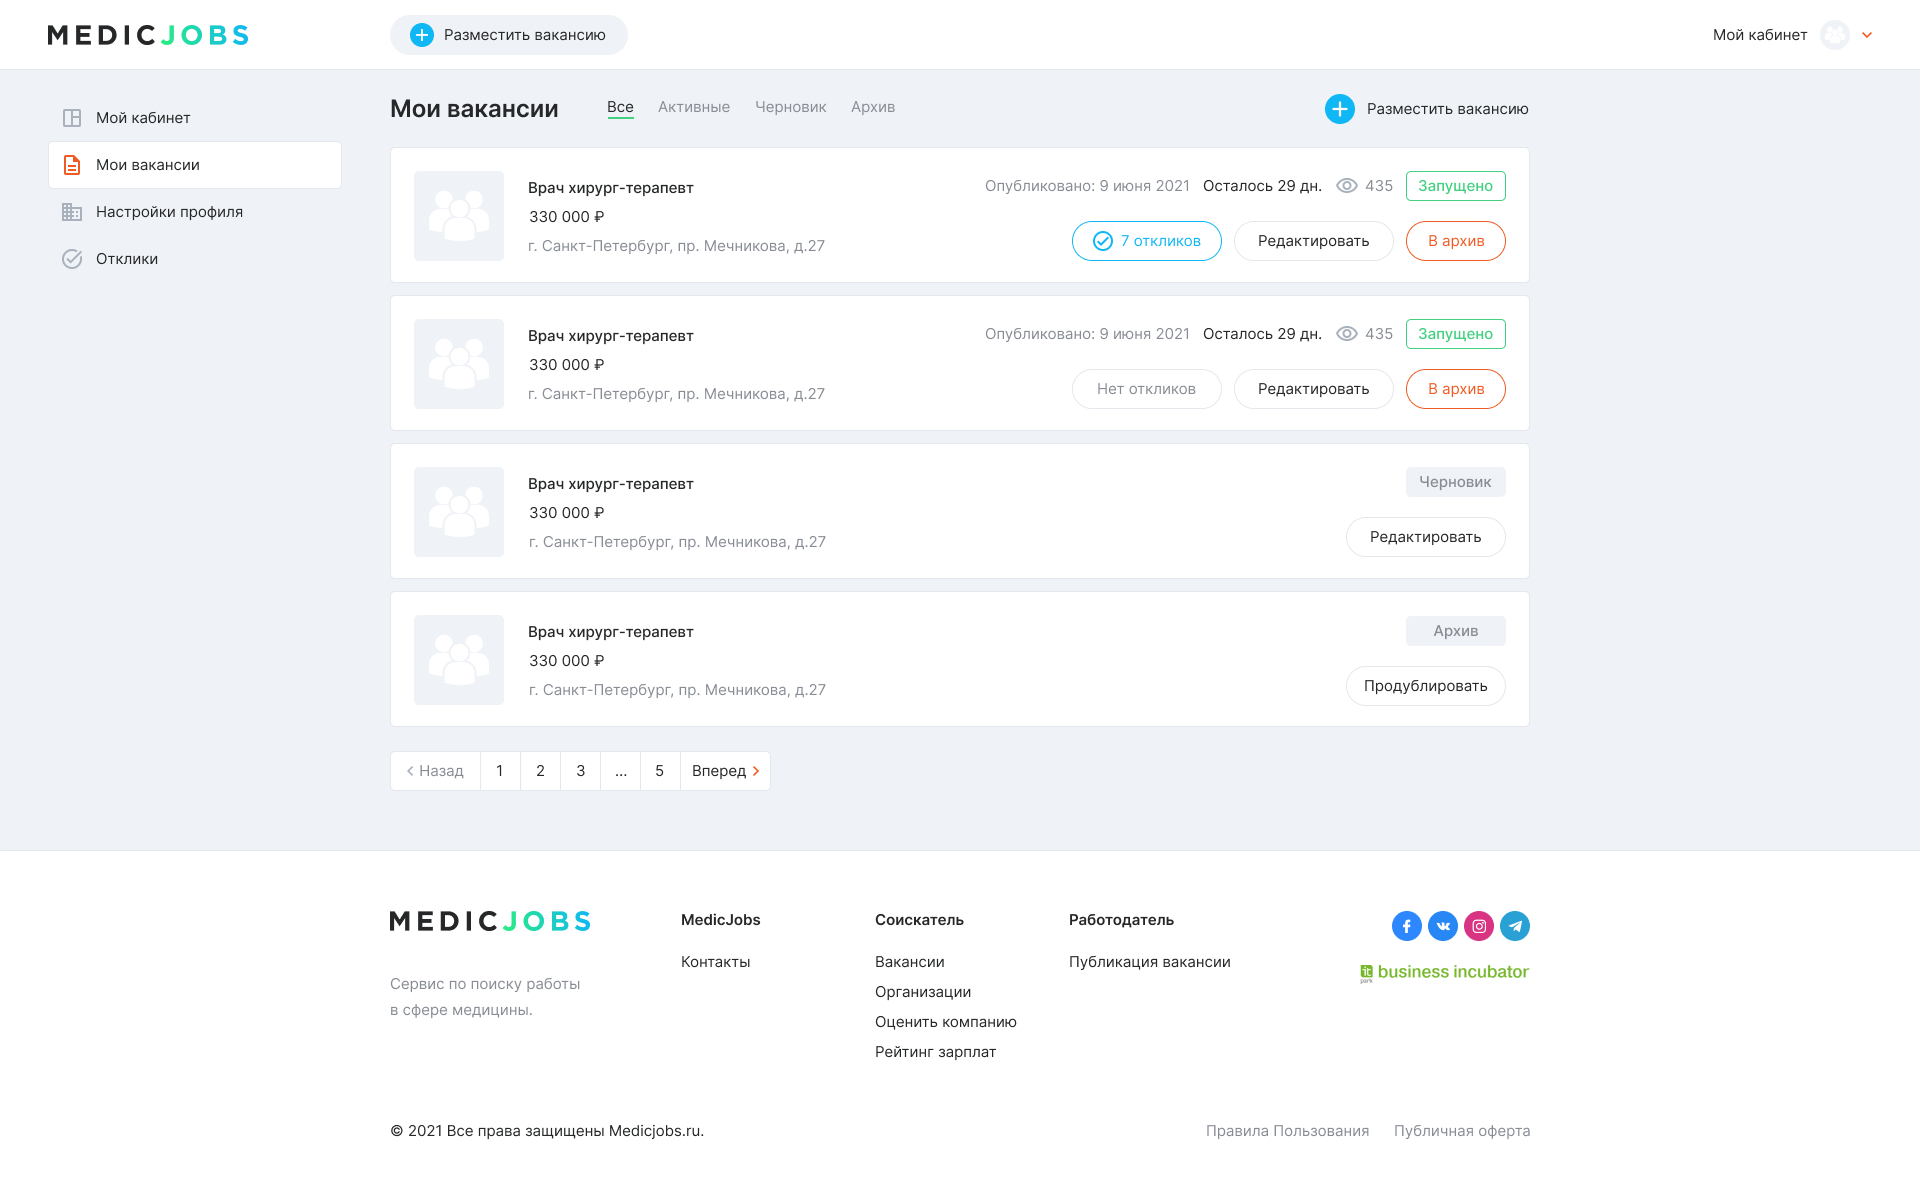 MEDICJOBS
Разместить вакансию
Мой кабинет
Мой кабинет
Мои вакансии
Настройки профиля
Отклики
Мои вакансии
Все Активные Черновик Архив
Разместить вакансию
Врач хирург-терапевт
330 000 ₽
г. Санкт-Петербург, пр. Мечникова, д.27
Опубликовано: 9 июня 2021 Осталось 29 дн. 435 Запущено
7 откликов Редактировать В архив
Врач хирург-терапевт
330 000 ₽
г. Санкт-Петербург, пр. Мечникова, д.27
Опубликовано: 9 июня 2021 Осталось 29 дн. 435 Запущено
Нет откликов Редактировать В архив
Врач хирург-терапевт
330 000 ₽
г. Санкт-Петербург, пр. Мечникова, д.27
Черновик
Редактировать
Врач хирург-терапевт
330 000 ₽
г. Санкт-Петербург, пр. Мечникова, д.27
Архив
Продублировать
Назад 1 2 3 ... 5 Вперед
MEDICJOBS
Сервис по поиску работы
в сфере медицины.
MedicJobs
Контакты
Соискатель
Вакансии
Организации
Оценить компанию
Рейтинг зарплат
Работодатель
Публикация вакансии
it park business incubator
© 2021 Все права защищены Medicjobs.ru.
Правила Пользования Публичная оферта